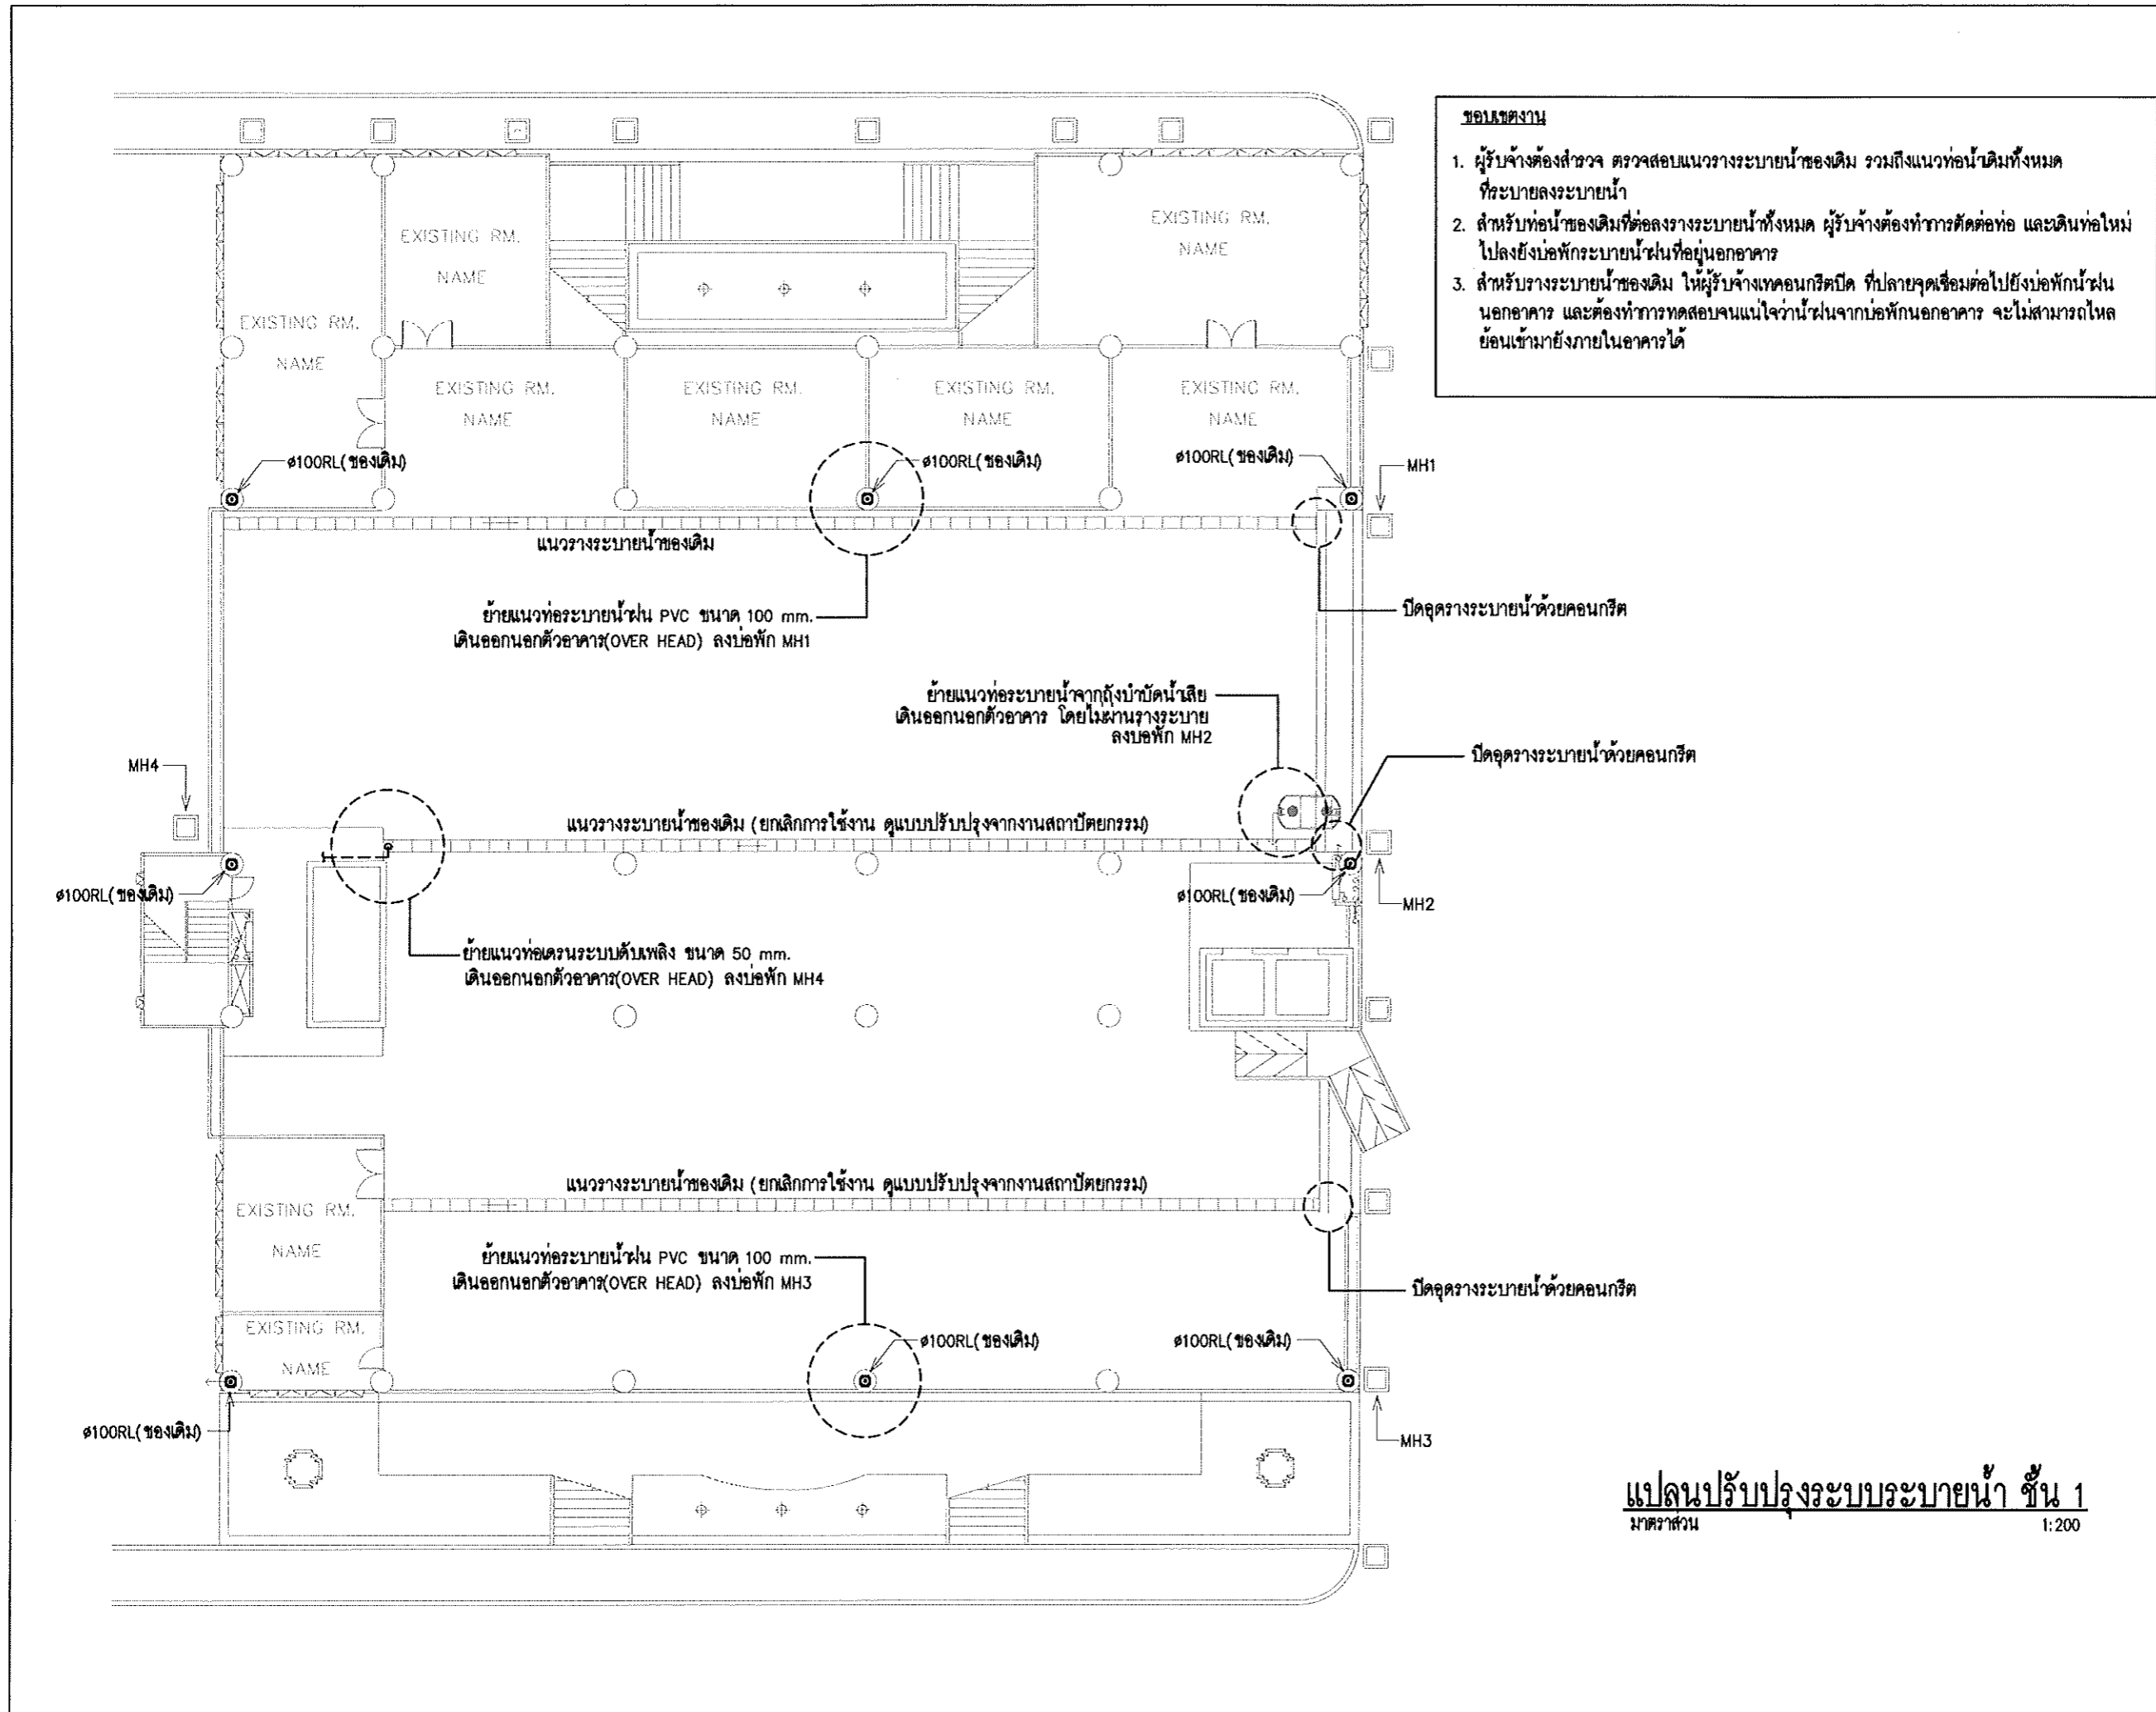 ขอบเขตงาน
1. ผู้รับจ้างต้องสำรวจ ตรวจสอบแนวรางระบายน้ำของเดิม รวมถึงแนวท่อน้ำเดิมทั้งหมด
ที่ระบายลงระบายน้ำ
2. สำหรับท่อน้ำของเดิมที่ต่อลงรางระบายน้ำทั้งหมด ผู้รับจ้างต้องทำการตัดต่อท่อ และเดินท่อใหม่
ไปลงยังบ่อพักระบายน้ำฝนที่อยู่นอกอาคาร
3. สำหรับรางระบายน้ำของเดิม ให้ผู้รับจ้างเทคอนกรีตปิด ที่ปลายจุดเชื่อมต่อไปยังบ่อพักน้ำฝน
นอกอาคาร และต้องทำการทดสอบจนแน่ใจว่าน้ำฝนจากบ่อพักนอกอาคาร จะไม่สามารถไหล
ย้อนเข้ามายังภายในอาคารได้
EXISTING RM.
NAME
EXISTING RM.
NAME
EXISTING RM.
NAME
EXISTING RM.
NAME
EXISTING RM.
NAME
EXISTING RM.
NAME
EXISTING RM.
NAME
ø100RL(ของเดิม)
ø100RL(ของเดิม)
ø100RL(ของเดิม)
MH1
แนวรางระบายน้ำของเดิม
ย้ายแนวท่อระบายน้ำฝน PVC ขนาด 100 mm.
เดินออกนอกตัวอาคาร(OVER HEAD) ลงบ่อพัก MH1
ปิดอุดรางระบายน้ำด้วยคอนกรีต
ย้ายแนวท่อระบายน้ำจากถังบำบัดน้ำเสีย
เดินออกนอกตัวอาคาร โดยไม่ผ่านรางระบาย
ลงบ่อพัก MH2
ปิดอุดรางระบายน้ำด้วยคอนกรีต
MH4
แนวรางระบายน้ำของเดิม (ยกเลิกการใช้งาน ดูแบบปรับปรุงจากงานสถาปัตยกรรม)
ø100RL(ของเดิม)
ø100RL(ของเดิม)
MH2
ย้ายแนวท่อเดรนระบบดับเพลิง ขนาด 50 mm.
เดินออกนอกตัวอาคาร(OVER HEAD) ลงบ่อพัก MH4
แนวรางระบายน้ำของเดิม (ยกเลิกการใช้งาน ดูแบบปรับปรุงจากงานสถาปัตยกรรม)
EXISTING RM.
NAME
ย้ายแนวท่อระบายน้ำฝน PVC ขนาด 100 mm.
เดินออกนอกตัวอาคาร(OVER HEAD) ลงบ่อพัก MH3
ปิดอุดรางระบายน้ำด้วยคอนกรีต
EXISTING RM.
NAME
ø100RL(ของเดิม)
ø100RL(ของเดิม)
ø100RL(ของเดิม)
MH3
แปลนปรับปรุงระบบระบายน้ำ ชั้น 1
มาตราส่วน 1:200